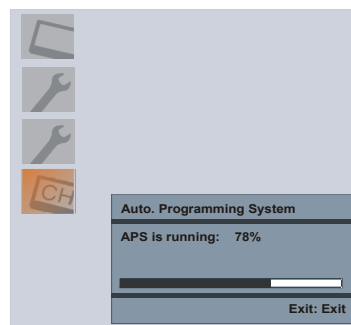 CH
Auto. Programming System
APS is running: 78%
Exit: Exit